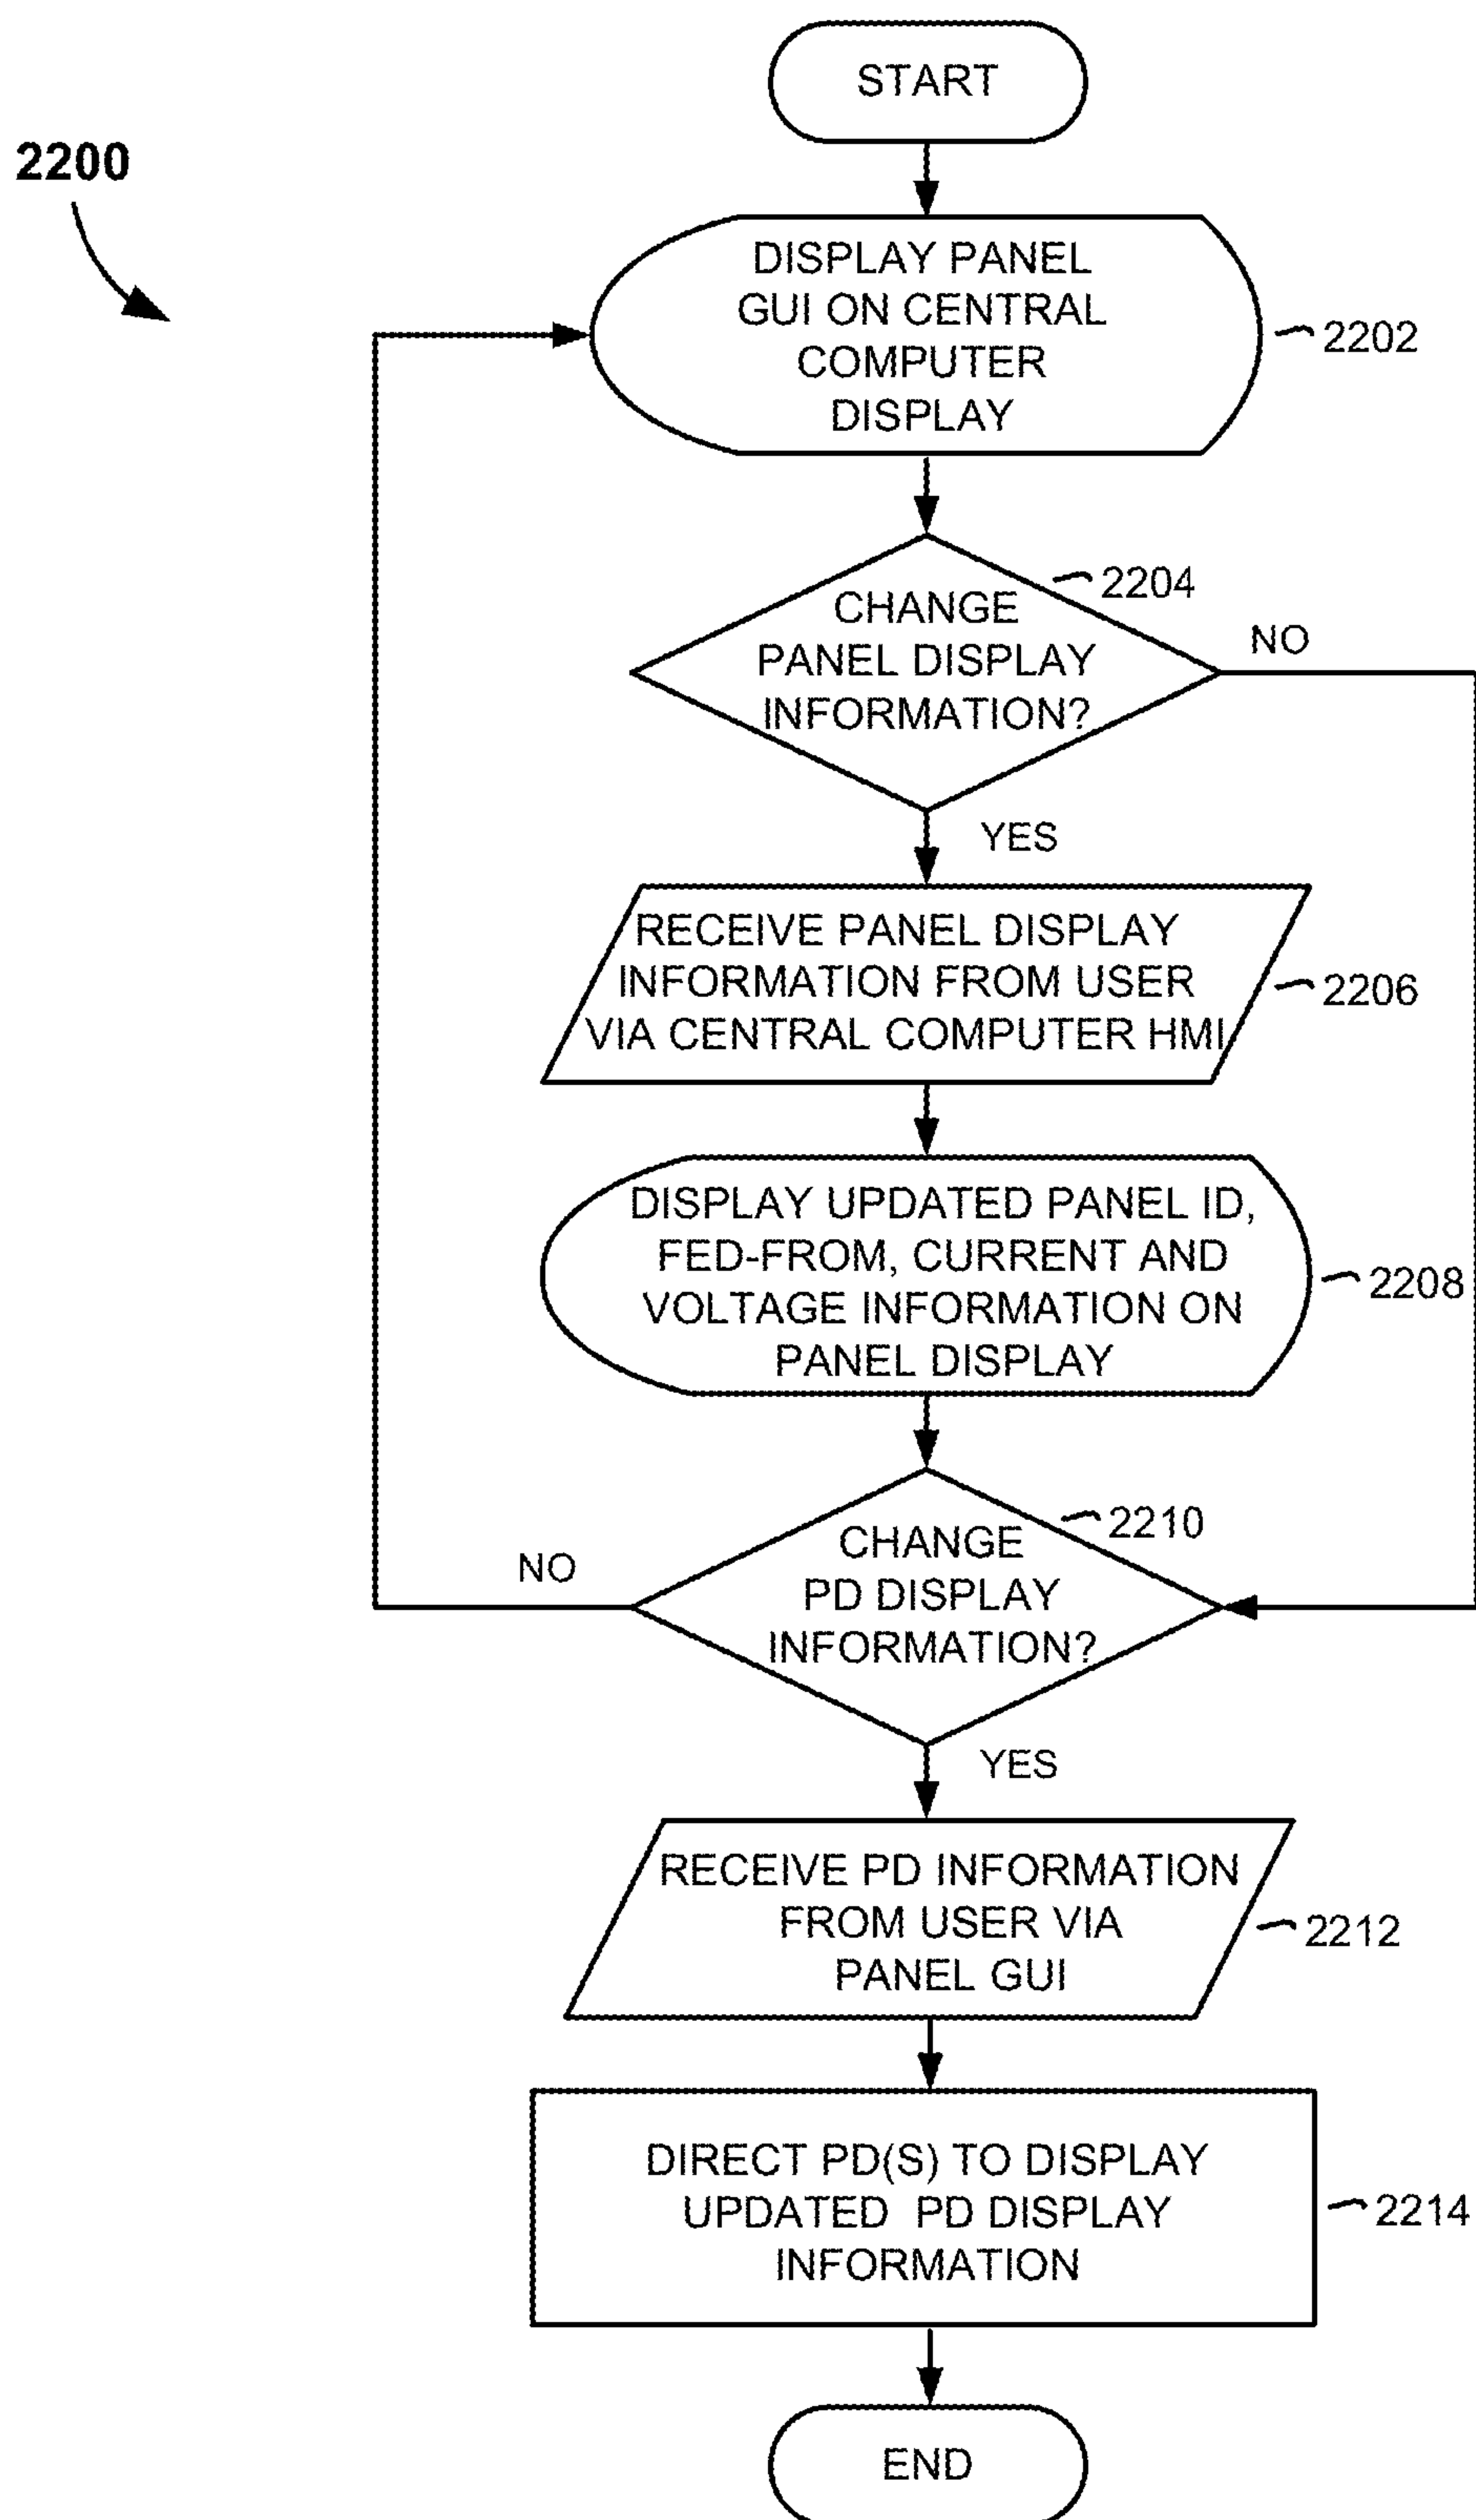 START
2200
DISPLAY PANEL
GUI ON CENTRAL
COMPUTER
DISPLAY
2202
2204
CHANGE
PANEL DISPLAY
INFORMATION?
NO
YES
RECEIVE PANEL DISPLAY
INFORMATION FROM USER
VIA CENTRAL COMPUTER HMI
2206
DISPLAY UPDATED PANEL ID,
FED-FROM, CURRENT AND
VOLTAGE INFORMATION ON
PANEL DISPLAY
2208
2210
CHANGE
PD DISPLAY
INFORMATION?
NO
YES
RECEIVE PD INFORMATION
FROM USER VIA
PANEL GUI
2212
DIRECT PD(S) TO DISPLAY
UPDATED PD DISPLAY
INFORMATION
2214
END